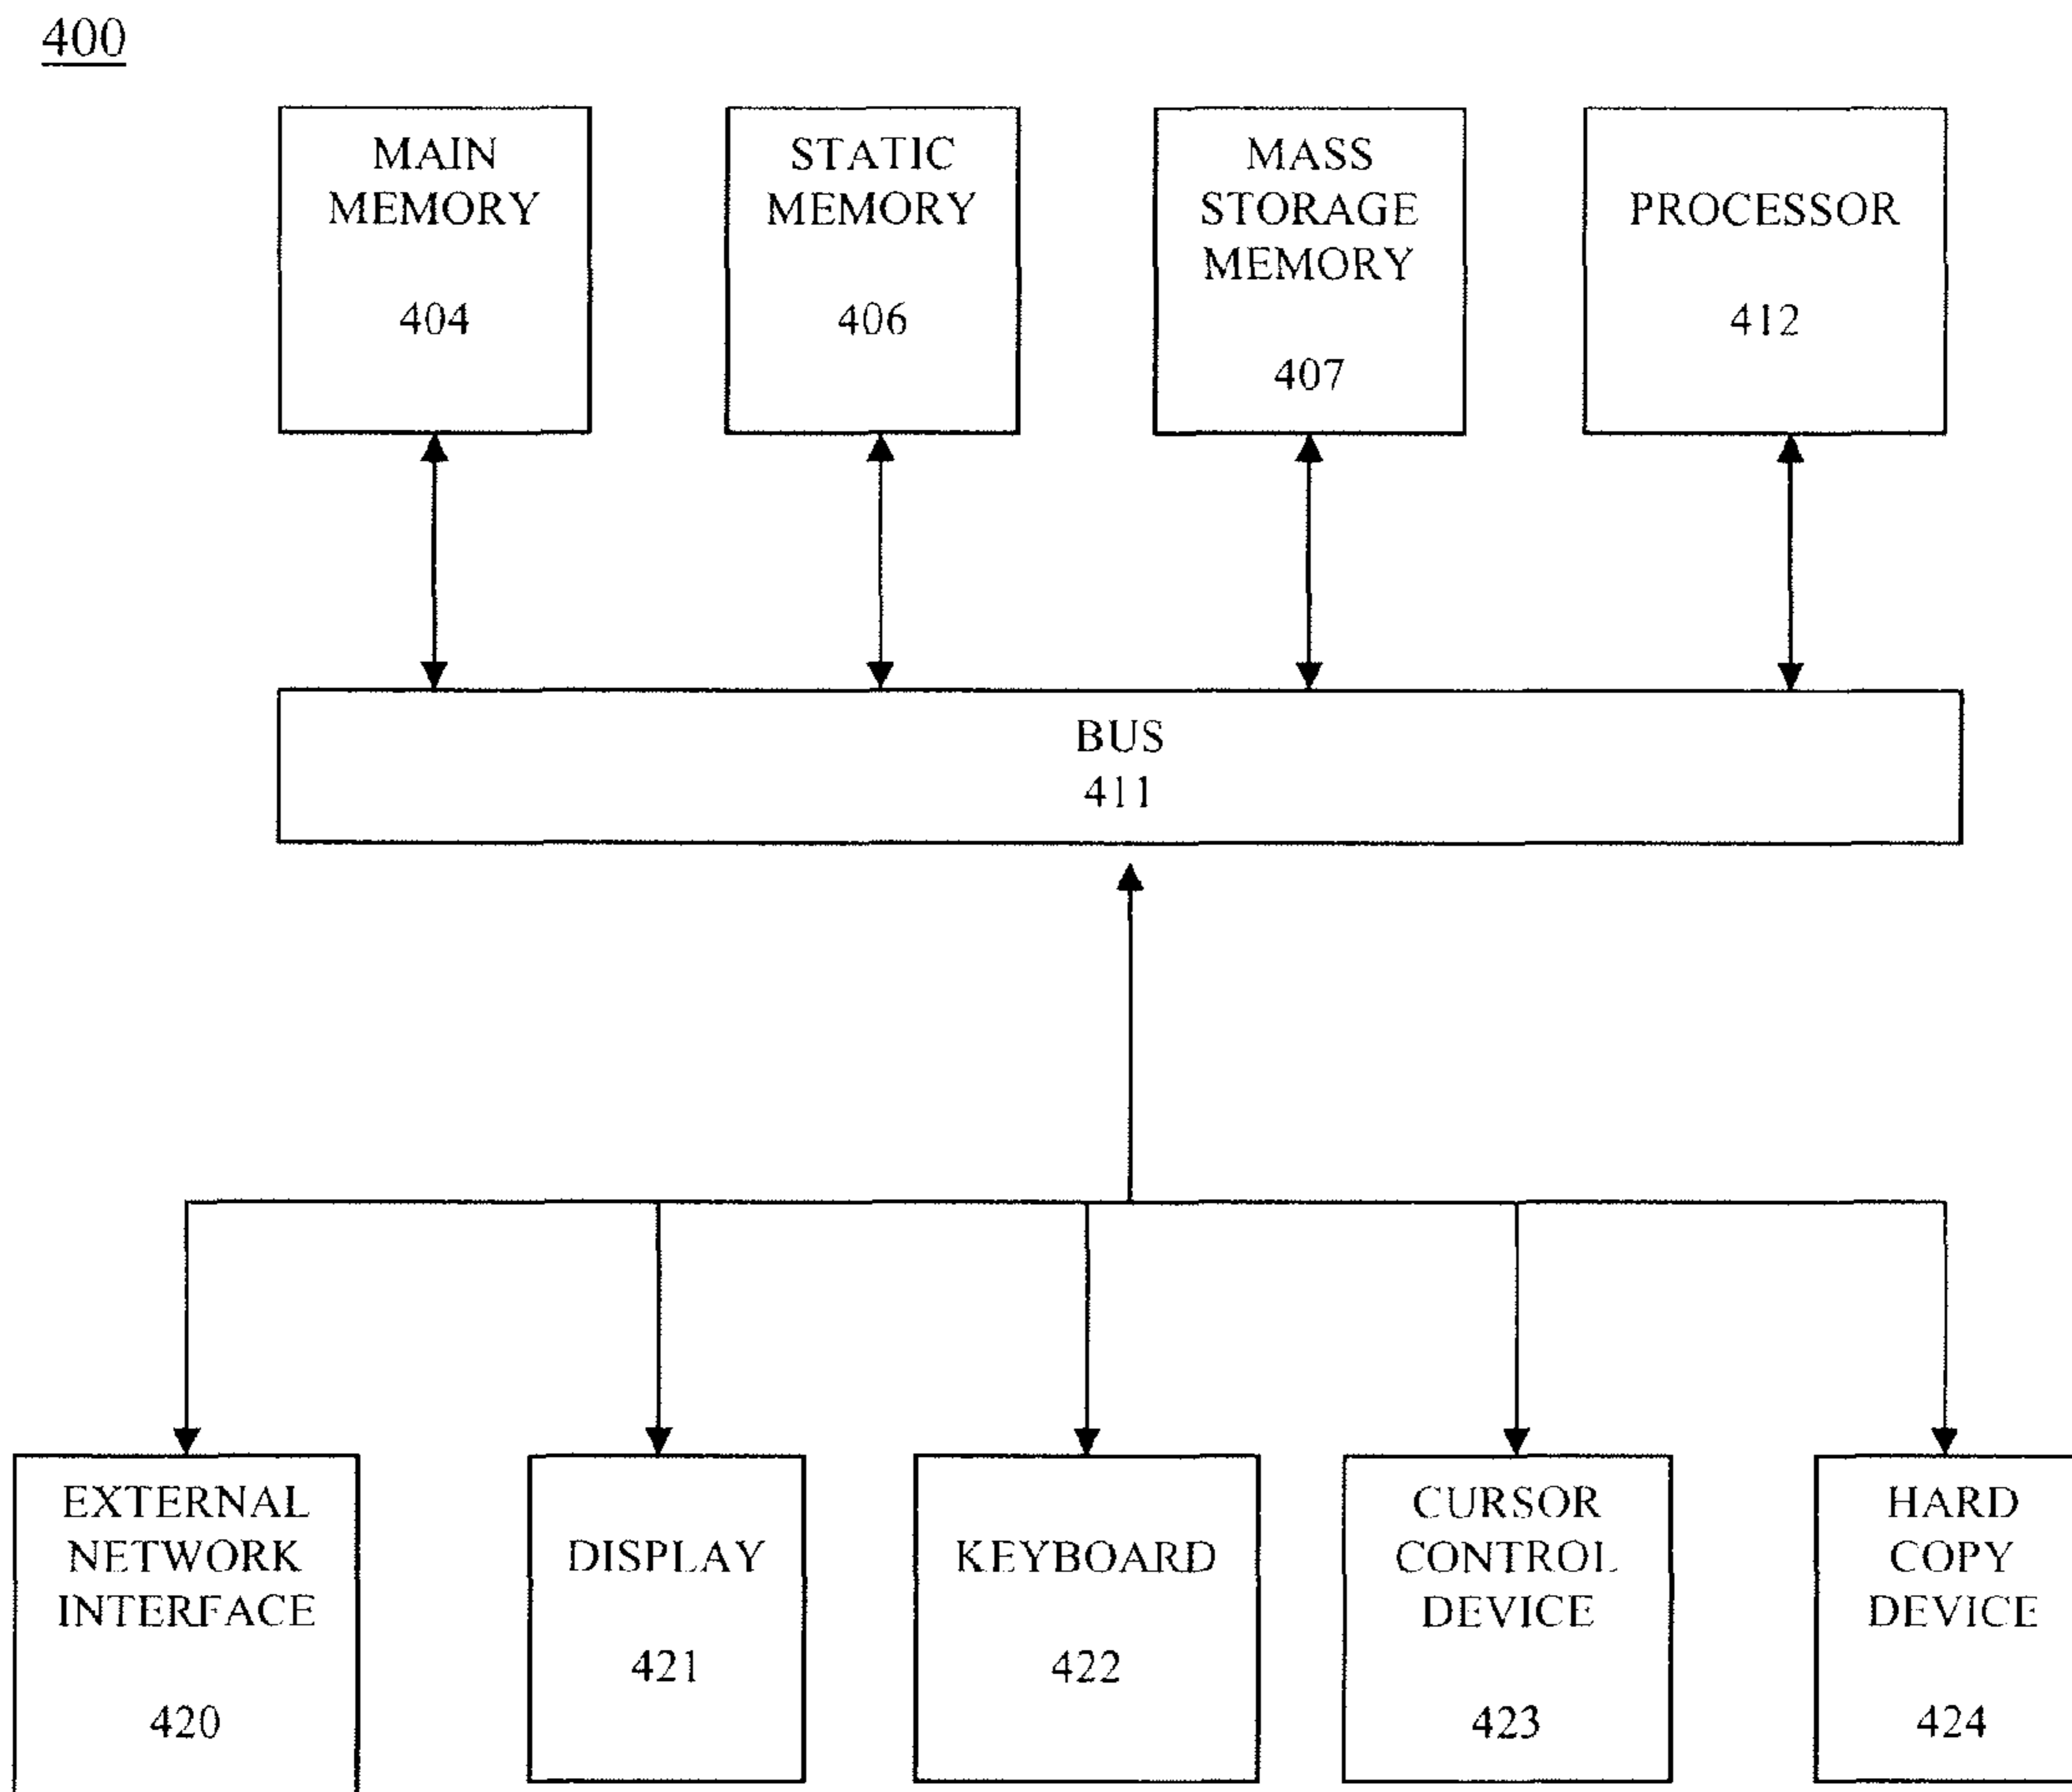 400
MAIN
MEMORY
404
STATIC
MEMORY
406
MASS
STORAGE
MEMORY
407
PROCESSOR
412
BUS
411
EXTERNAL
NETWORK
INTERFACE
420
DISPLAY
421
KEYBOARD
422
CURSOR
CONTROL
DEVICE
423
HARD
COPY
DEVICE
424